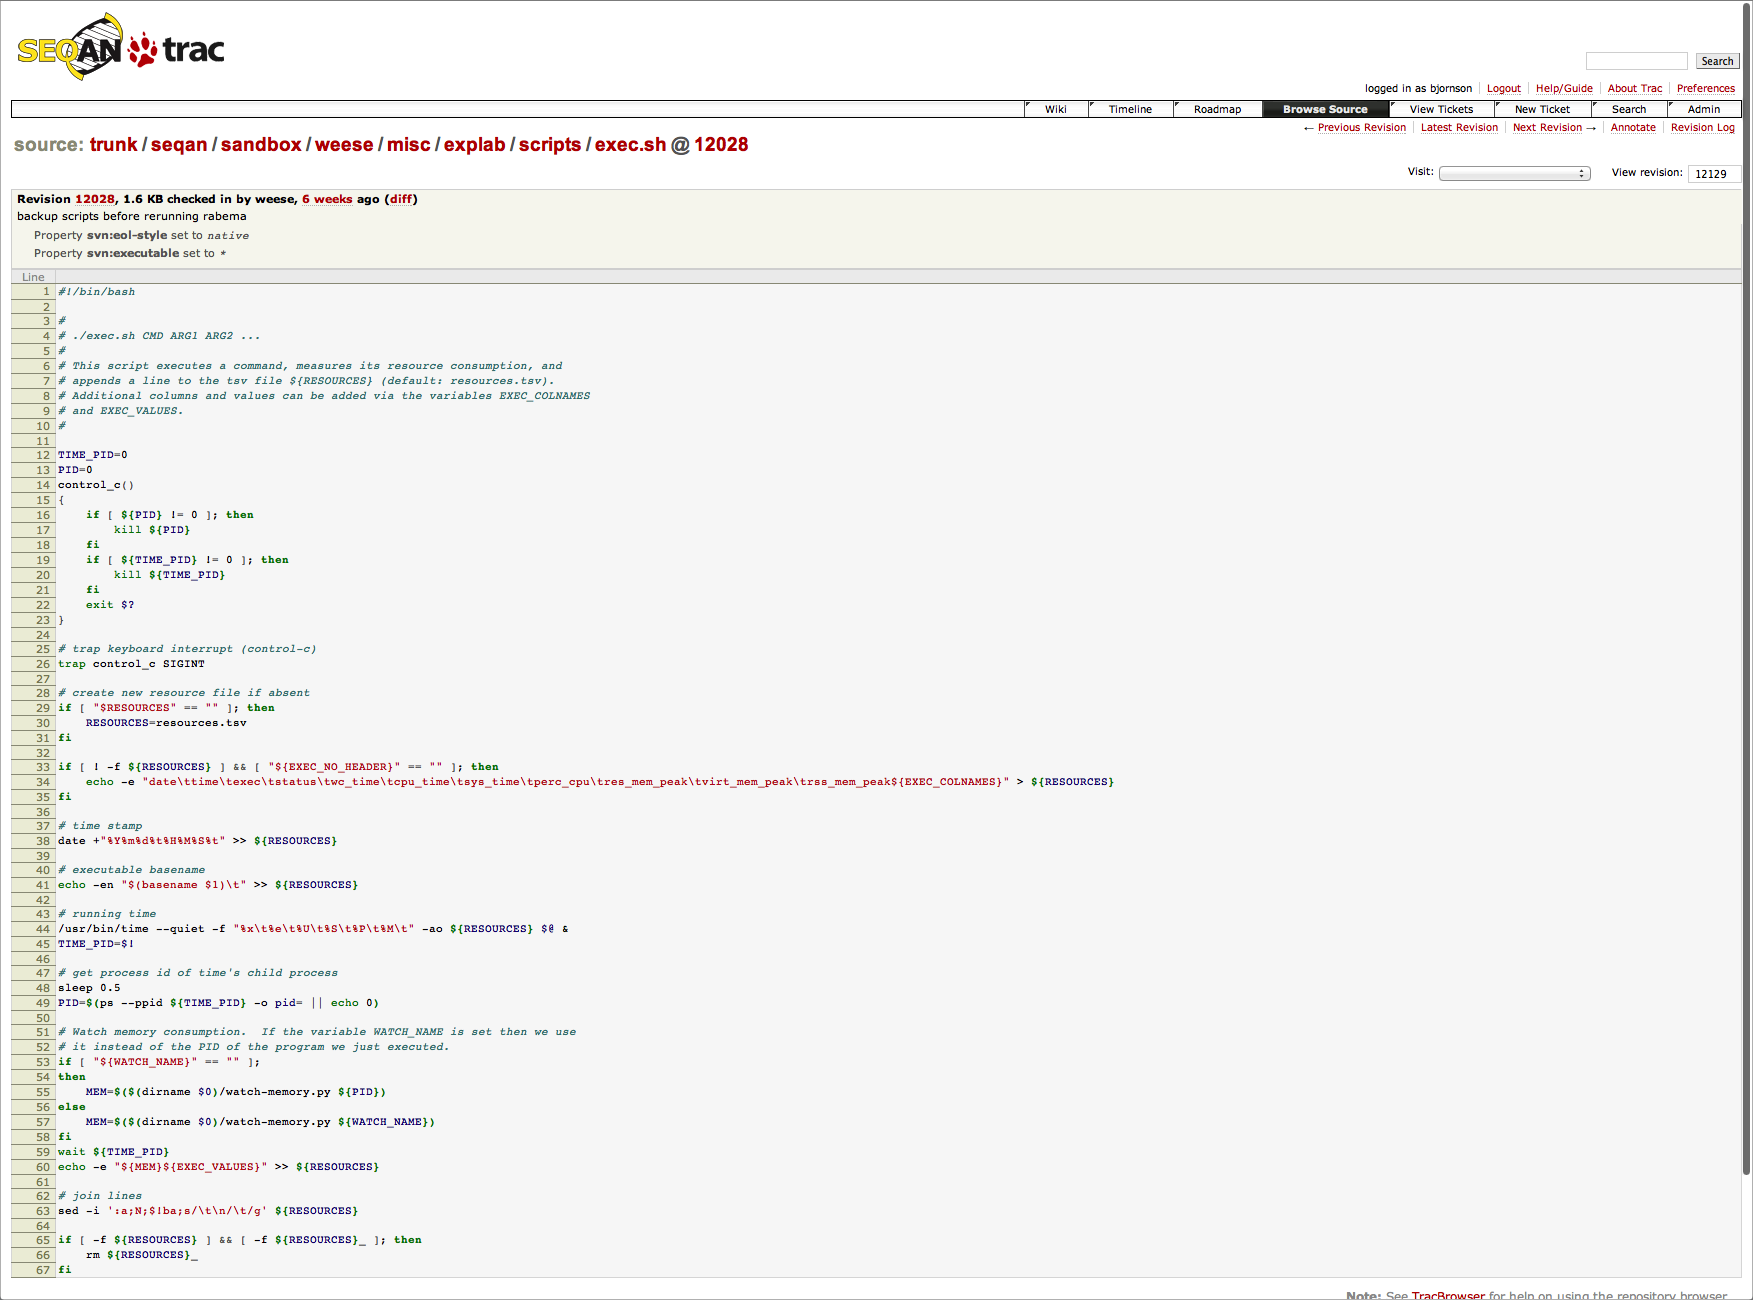 SEQAN trac
Search
logged in as bjornson Logout Help/Guide About Trac Preferences
Wiki Timeline Roadmap Browse Source View Tickets New Ticket Search Admin
← Previous Revision Latest Revision Next Revision → Annotate Revision Log
source: trunk / seqan / sandbox / weese / misc / explab / scripts / exec.sh @ 12028
Visit: View revision: 12129
Revision 12028, 1.6 KB checked in by weese, 6 weeks ago (diff)
backup scripts before rerunning rabema
Property svn:eol-style set to native
Property svn:executable set to *
Line
1 #!/bin/bash
2
3 #
4 # ./exec.sh CMD ARG1 ARG2 ...
5 #
6 # This script executes a command, measures its resource consumption, and
7 # appends a line to the tsv file ${RESOURCES} (default: resources.tsv).
8 # Additional columns and values can be added via the variables EXEC_COLNAMES
9 # and EXEC_VALUES.
10 #
11
12 TIME_PID=0
13 PID=0
14 control_c()
15 {
16     if [ ${PID} != 0 ]; then
17         kill ${PID}
18     fi
19     if [ ${TIME_PID} != 0 ]; then
20         kill ${TIME_PID}
21     fi
22     exit $?
23 }
24
25 # trap keyboard interrupt (control-c)
26 trap control_c SIGINT
27
28 # create new resource file if absent
29 if [ "$RESOURCES" == "" ]; then
30     RESOURCES=resources.tsv
31 fi
32
33 if [ ! -f ${RESOURCES} ] && [ "${EXEC_NO_HEADER}" == "" ]; then
34     echo -e "date\ttime\texec\tstatus\twc_time\tcpu_time\tsys_time\tperc_cpu\tres_mem_peak\tvirt_mem_peak\trss_mem_peak${EXEC_COLNAMES}" > ${RESOURCES}
35 fi
36
37 # time stamp
38 date +"%Y%m%d%t%H%M%S%t" >> ${RESOURCES}
39
40 # executable basename
41 echo -en "$(basename $1)\t" >> ${RESOURCES}
42
43 # running time
44 /usr/bin/time --quiet -f "%x\t%e\t%U\t%S\t%P\t%M\t" -ao ${RESOURCES} $@ &
45 TIME_PID=$!
46
47 # get process id of time's child process
48 sleep 0.5
49 PID=$(ps --ppid ${TIME_PID} -o pid= || echo 0)
50
51 # Watch memory consumption.  If the variable WATCH_NAME is set then we use
52 # it instead of the PID of the program we just executed.
53 if [ "${WATCH_NAME}" == "" ];
54 then
55     MEM=$($(dirname $0)/watch-memory.py ${PID})
56 else
57     MEM=$($(dirname $0)/watch-memory.py ${WATCH_NAME})
58 fi
59 wait ${TIME_PID}
60 echo -e "${MEM}${EXEC_VALUES}" >> ${RESOURCES}
61
62 # join lines
63 sed -i ':a;N;$!ba;s/\t\n/\t/g' ${RESOURCES}
64
65 if [ -f ${RESOURCES} ] && [ -f ${RESOURCES}_ ]; then
66     rm ${RESOURCES}_
67 fi
Note: See TracBrowser for help on using the repository browser.